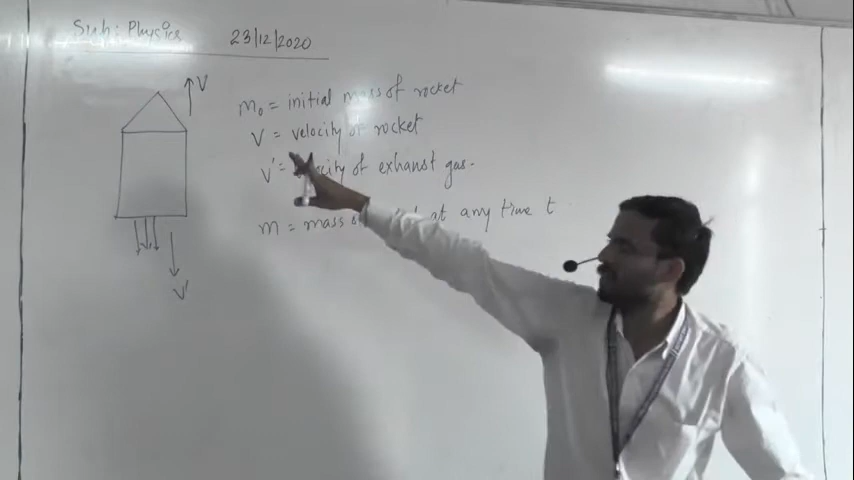 Sub: Physics 23/12/2020
V
m₀ = initial mass of rocket
V = velocity of rocket
V' = velocity of exhaust gas.
m = mass at any time t
V'